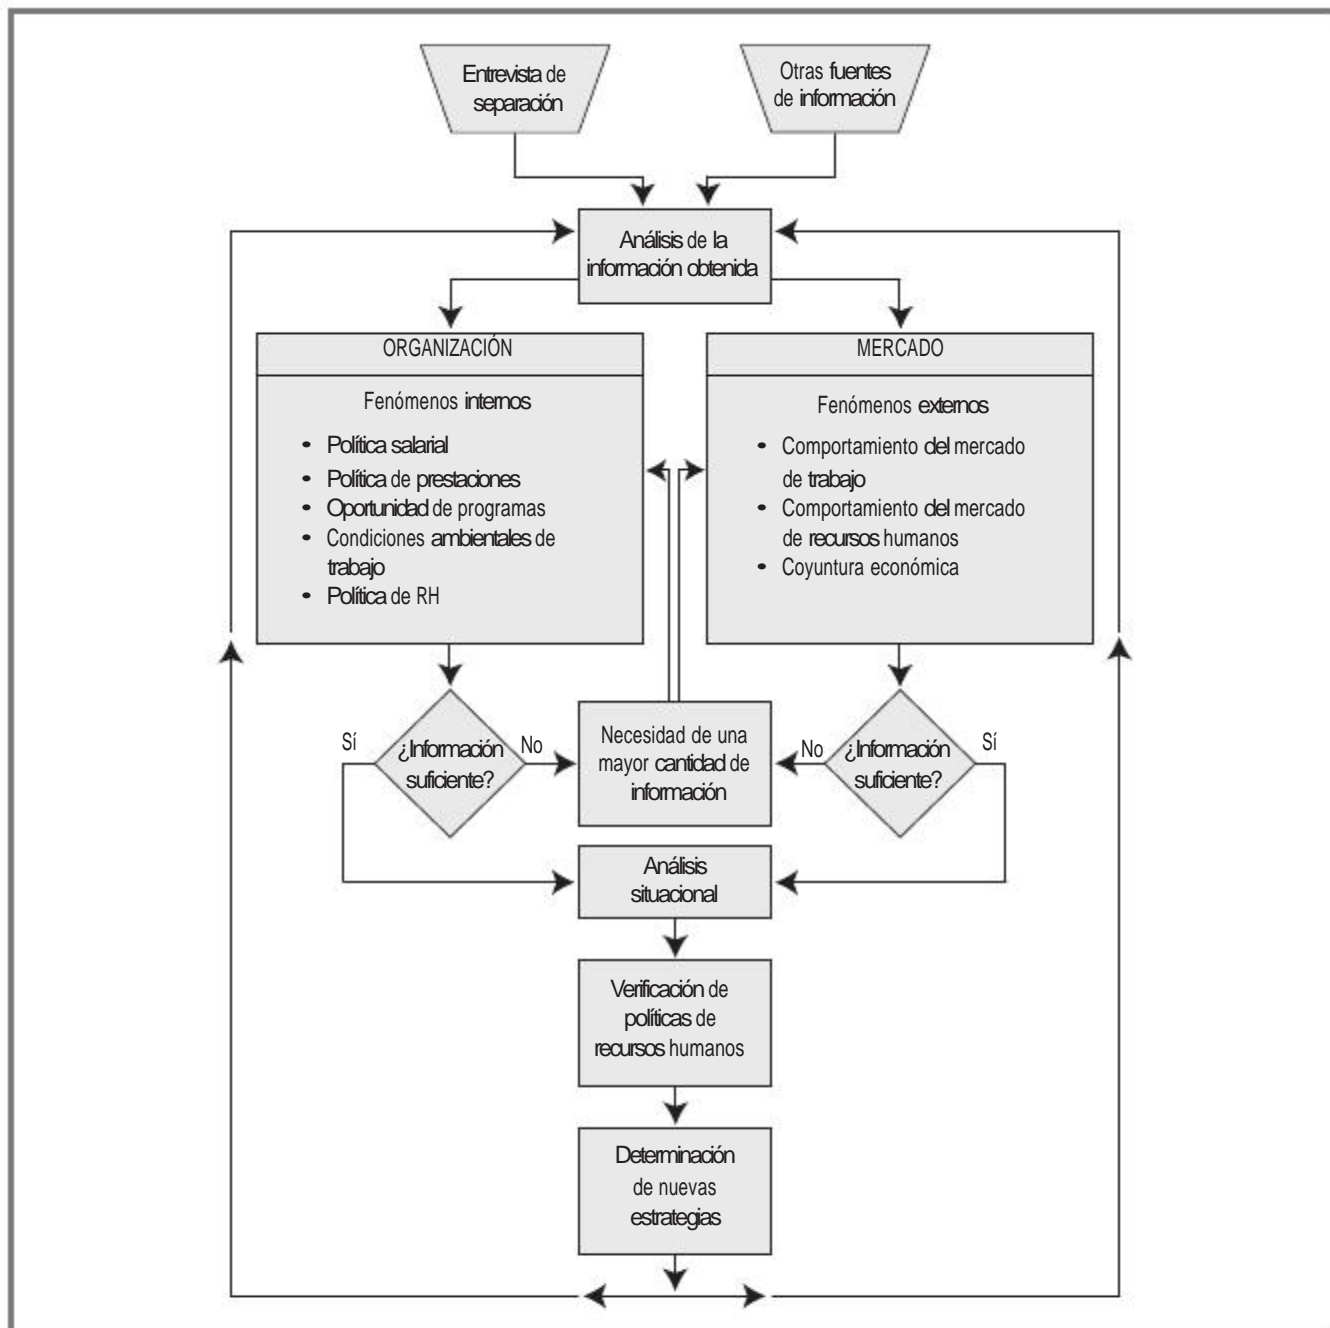 Entrevista de
separación
Otras fuentes
de información
Análisis de la
información obtenida
ORGANIZACIÓN
Fenómenos internos
• Política salarial
• Política de prestaciones
• Oportunidad de programas
• Condiciones ambientales de
trabajo
• Política de RH
MERCADO
Fenómenos externos
• Comportamiento del mercado
de trabajo
• Comportamiento del mercado
de recursos humanos
• Coyuntura económica
Sí
¿Información
suficiente?
No
Necesidad de una
mayor cantidad de
información
No
¿Información
suficiente?
Sí
Análisis
situacional
Verificación de
políticas de
recursos humanos
Determinación
de nuevas
estrategias